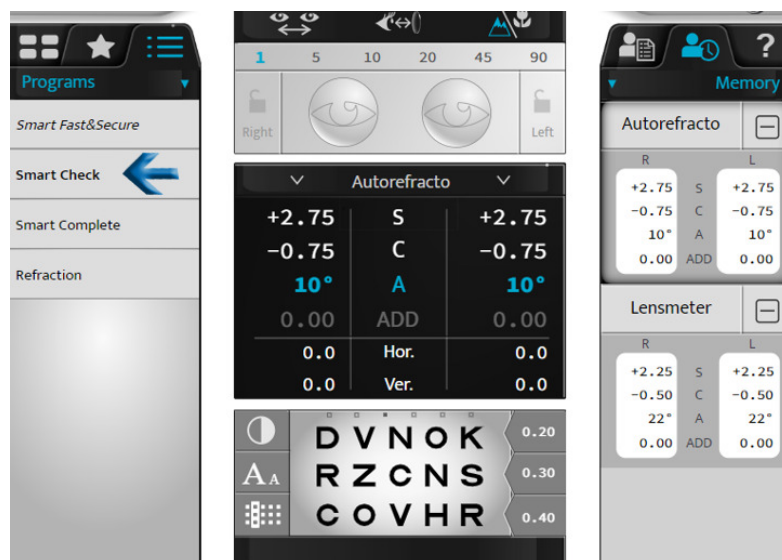 Programs
Smart Fast&Secure
Smart Check
Smart Complete
Refraction
1 5 10 20 45 90
Right Left
Autorefracto
+2.75 S +2.75
-0.75 C -0.75
10° A 10°
0.00 ADD 0.00
0.0 Hor. 0.0
0.0 Ver. 0.0
D V N O K 0.20
AA R Z C N S 0.30
C O V H R 0.40
?
Memory
Autorefracto
R L
+2.75 S +2.75
-0.75 C -0.75
10° A 10°
0.00 ADD 0.00
Lensmeter
R L
+2.25 S +2.25
-0.50 C -0.50
22° A 22°
0.00 ADD 0.00